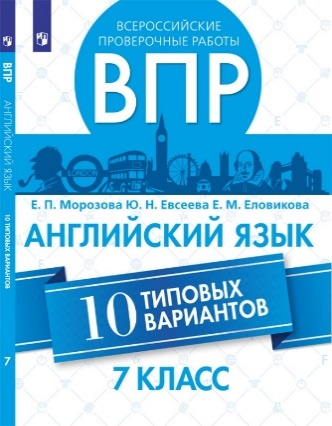 ВСЕРОССИЙСКИЕ
ПРОВЕРОЧНЫЕ РАБОТЫ
ВПР
LONDON
Е. П. Морозова Ю. Н. Евсеева Е. М. Еловикова
АНГЛИЙСКИЙ ЯЗЫК
10 ТИПОВЫХ
ВАРИАНТОВ
7 КЛАСС
ВПР АНГЛИЙСКИЙ ЯЗЫК 10 ТИПОВЫХ ВАРИАНТОВ 7